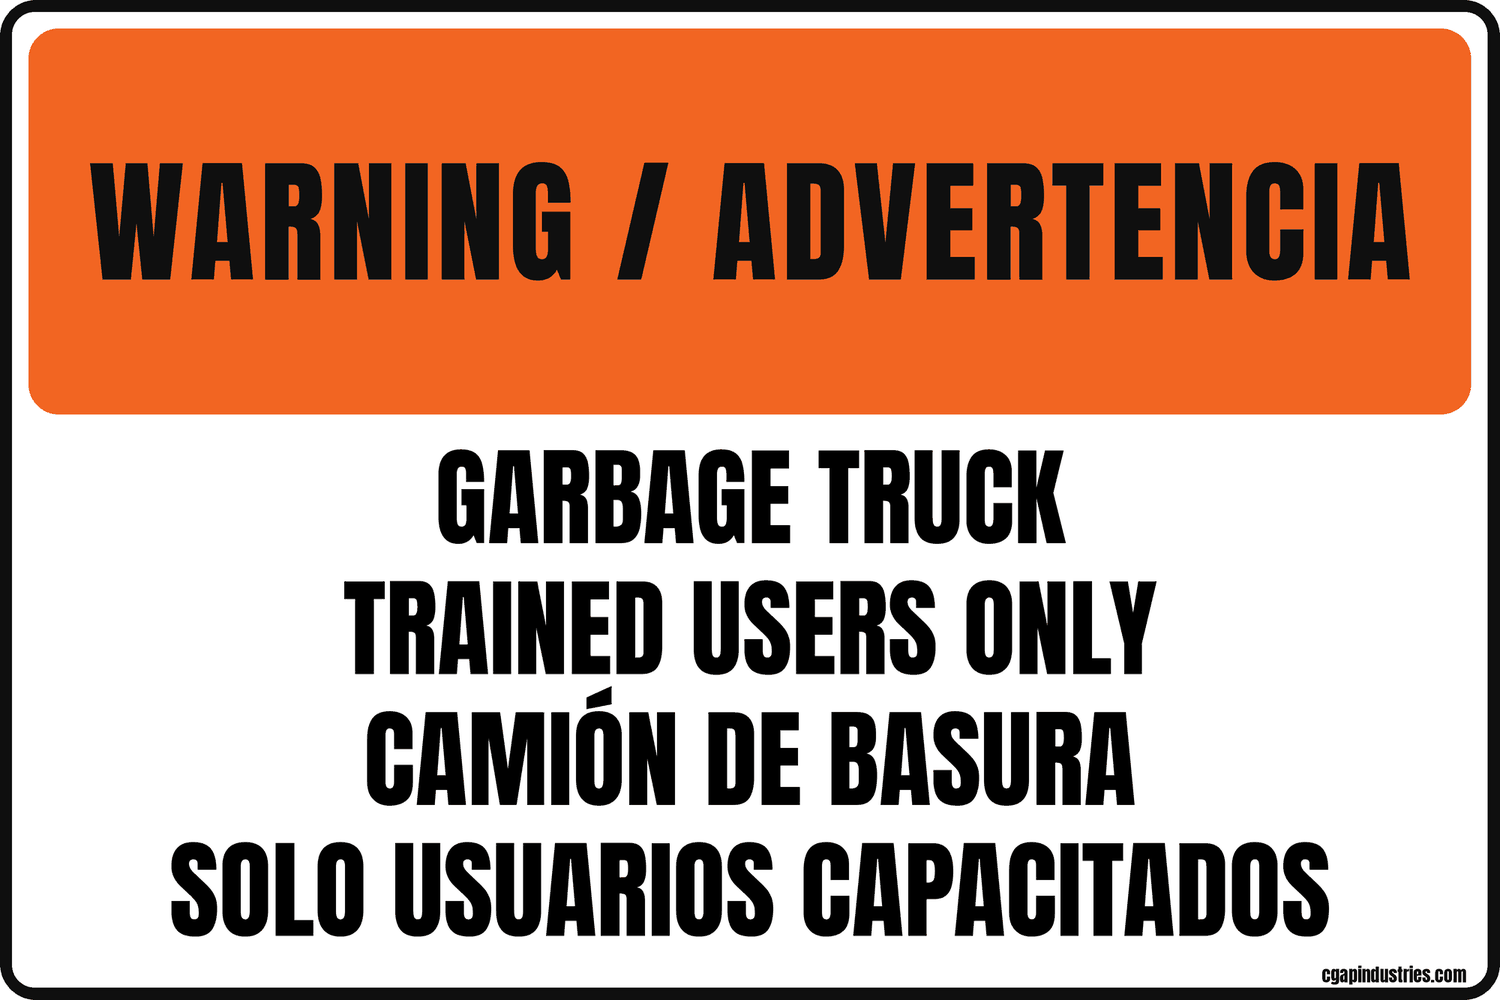 WARNING / ADVERTENCIA
GARBAGE TRUCK
TRAINED USERS ONLY
CAMIÓN DE BASURA
SOLO USUARIOS CAPACITADOS
cgapindustries.com